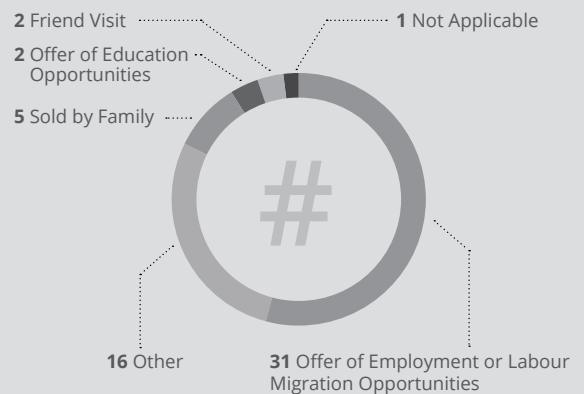 2 Friend Visit
1 Not Applicable
2 Offer of Education
Opportunities
5 Sold by Family
#
16 Other
31 Offer of Employment or Labour
Migration Opportunities